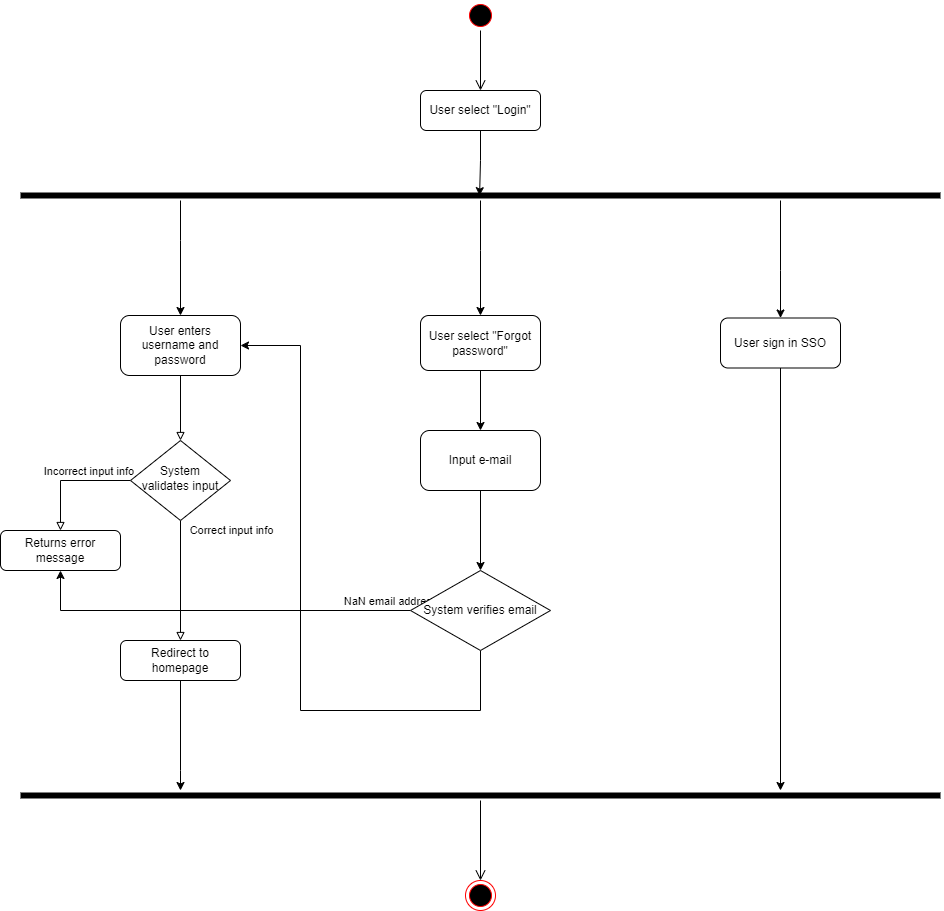 User select "Login"
User enters
username and
password
User select "Forgot
password"
User sign in SSO
Input e-mail
Incorrect input info
System
validates input
Correct input info
Returns error
message
NaN email addre
System verifies email
Redirect to
homepage